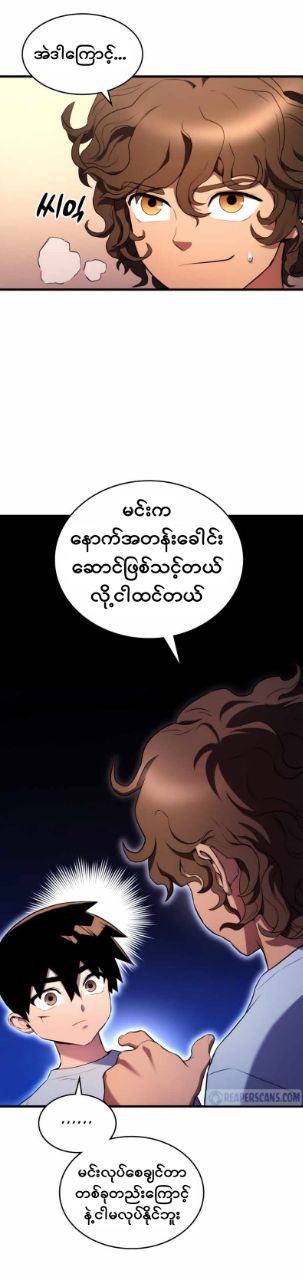 အဲဒါကြောင့်...
씨익
မင်းက
နောက်အတန်းခေါင်း
ဆောင်ဖြစ်သင့်တယ်
လို့ငါထင်တယ်
REAPERSCANS.COM
......
မင်းလုပ်စေချင်တာ
တစ်ခုတည်းကြောင့်
နဲ့ငါမလုပ်နိုင်ဘူး